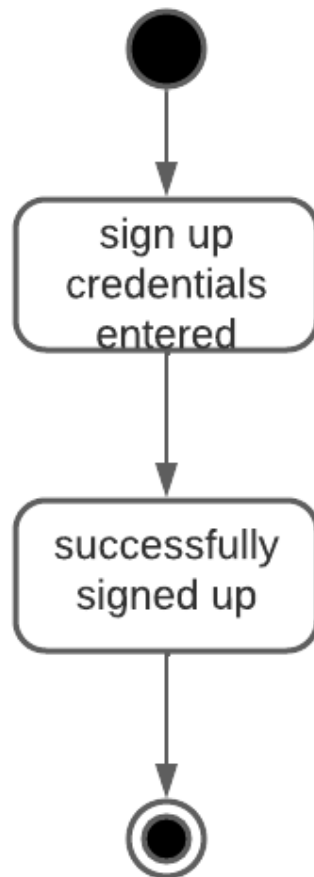 sign up
credentials
entered
successfully
signed up